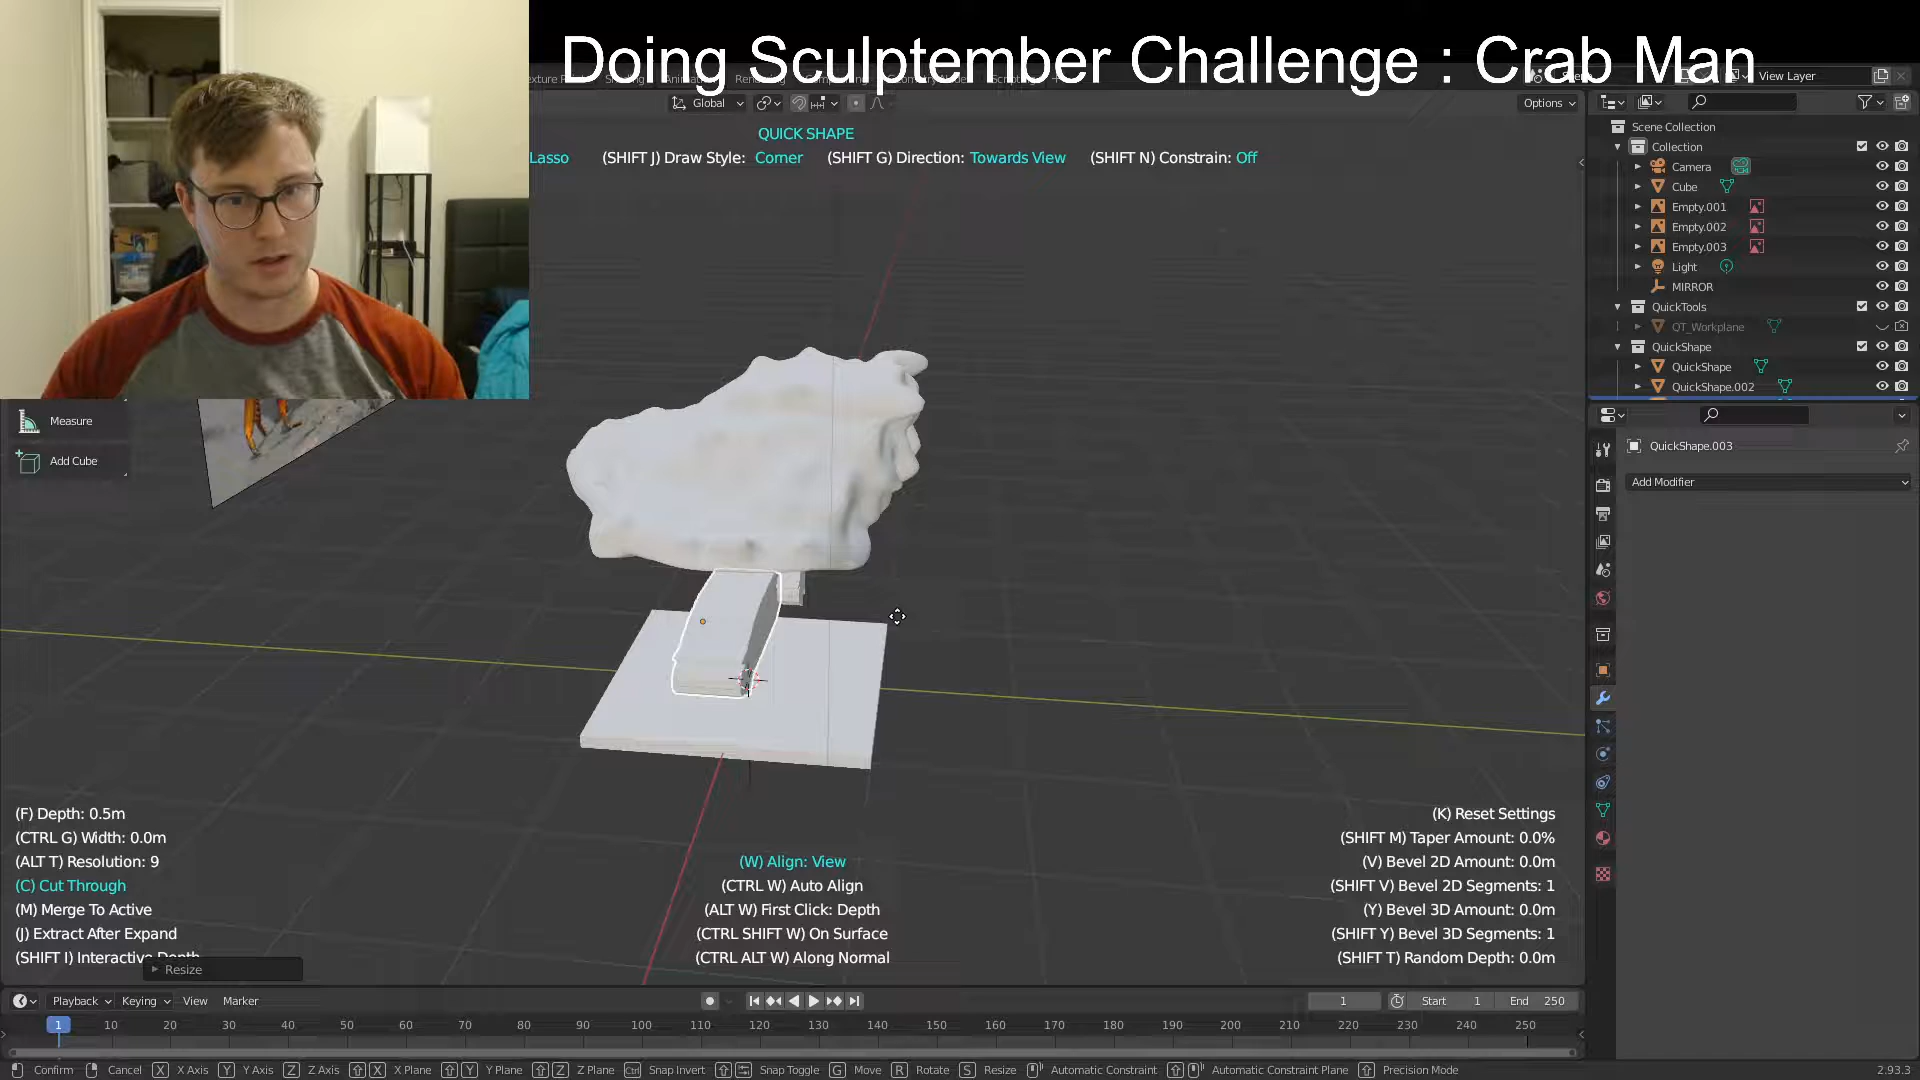 Doing Sculptember Challenge : Crab Man
View Layer
Global
Options
QUICK SHAPE
Lasso (SHIFT J) Draw Style: Corner (SHIFT G) Direction: Towards View (SHIFT N) Constrain: Off
Scene Collection
Collection
Camera
Cube
Empty.001
Empty.002
Empty.003
Light
MIRROR
QuickTools
QT_Workplane
QuickShape
QuickShape
QuickShape.002
QuickShape.003
Add Modifier
Measure
Add Cube
(F) Depth: 0.5m
(CTRL G) Width: 0.0m
(ALT T) Resolution: 9
(C) Cut Through
(M) Merge To Active
(J) Extract After Expand
(SHIFT I) Interactive Depth
Resize
(W) Align: View
(CTRL W) Auto Align
(ALT W) First Click: Depth
(CTRL SHIFT W) On Surface
(CTRL ALT W) Along Normal
(K) Reset Settings
(SHIFT M) Taper Amount: 0.0%
(V) Bevel 2D Amount: 0.0m
(SHIFT V) Bevel 2D Segments: 1
(Y) Bevel 3D Amount: 0.0m
(SHIFT Y) Bevel 3D Segments: 1
(SHIFT T) Random Depth: 0.0m
Playback Keying View Marker 1 Start 1 End 250
1 10 20 30 40 50 60 70 80 90 100 110 120 130 140 150 160 170 180 190 200 210 220 230 240 250
Confirm Cancel X X Axis Y Y Axis Z Z Axis X X Plane Y Y Plane Z Z Plane Ctrl Snap Invert Snap Toggle G Move R Rotate S Resize Automatic Constraint Automatic Constraint Plane Precision Mode 2.93.3